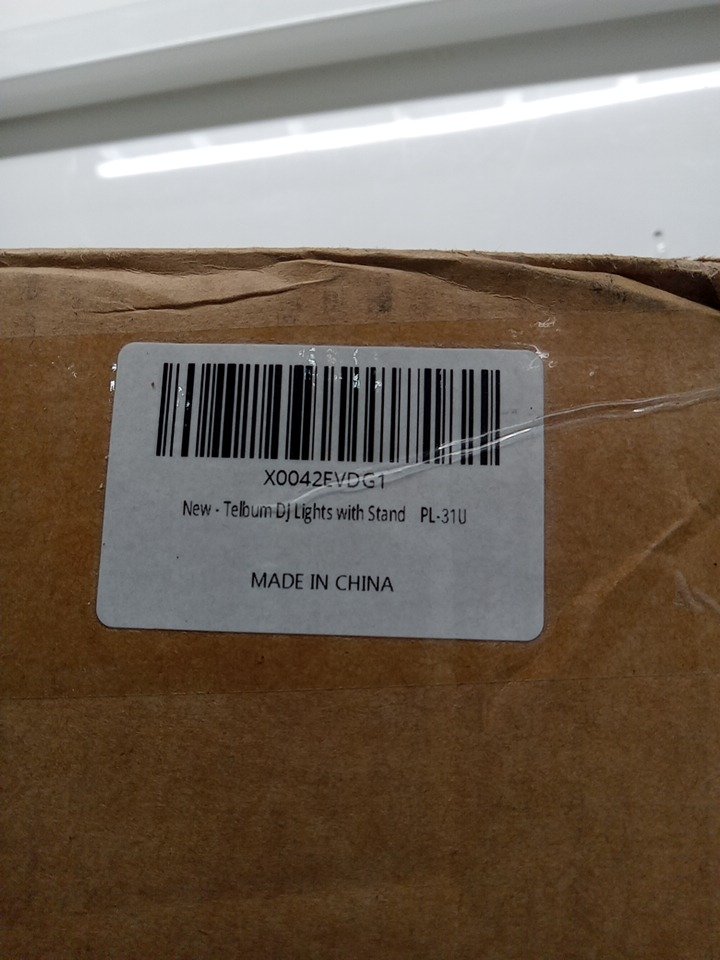 X0042EVDG1
New - Telbum DJ Lights with Stand PL-31U
MADE IN CHINA